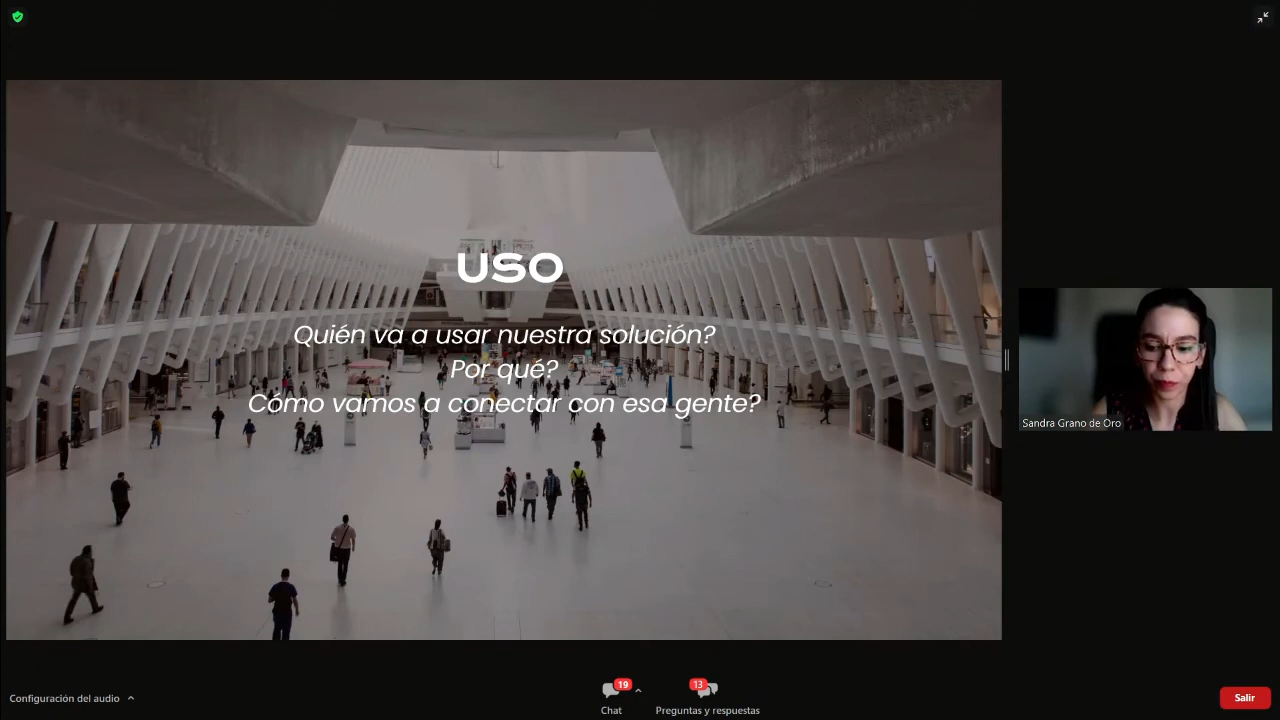 USO
Quién va a usar nuestra solución?
Por qué?
Cómo vamos a conectar con esa gente?
Sandra Grano de Oro
Configuración del audio
19
Chat
13
Preguntas y respuestas
Salir